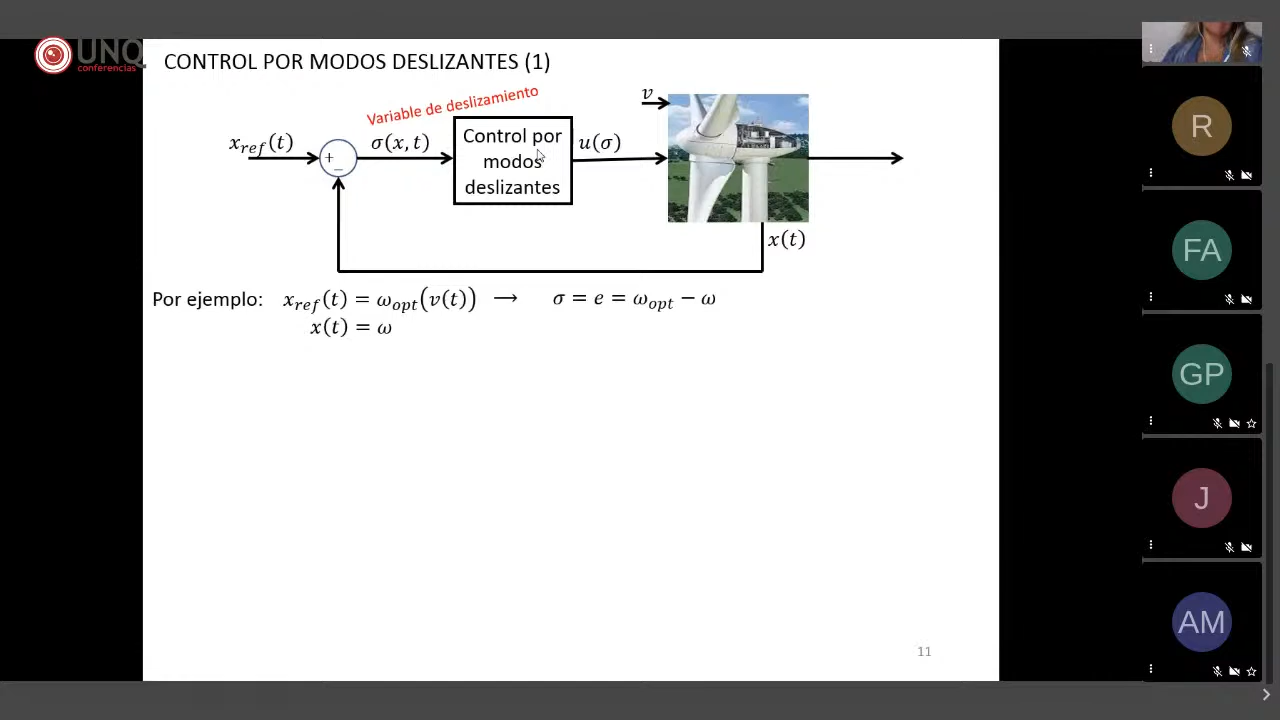 UNQ
conferencias
CONTROL POR MODOS DESLIZANTES (1)
Variable de deslizamiento
v
x_ref(t)
σ(x, t)
Control por
modos
deslizantes
u(σ)
+
−
x(t)
Por ejemplo: x_ref(t) = ω_opt(v(t)) → σ = e = ω_opt − ω
x(t) = ω
11
R
FA
GP
J
AM